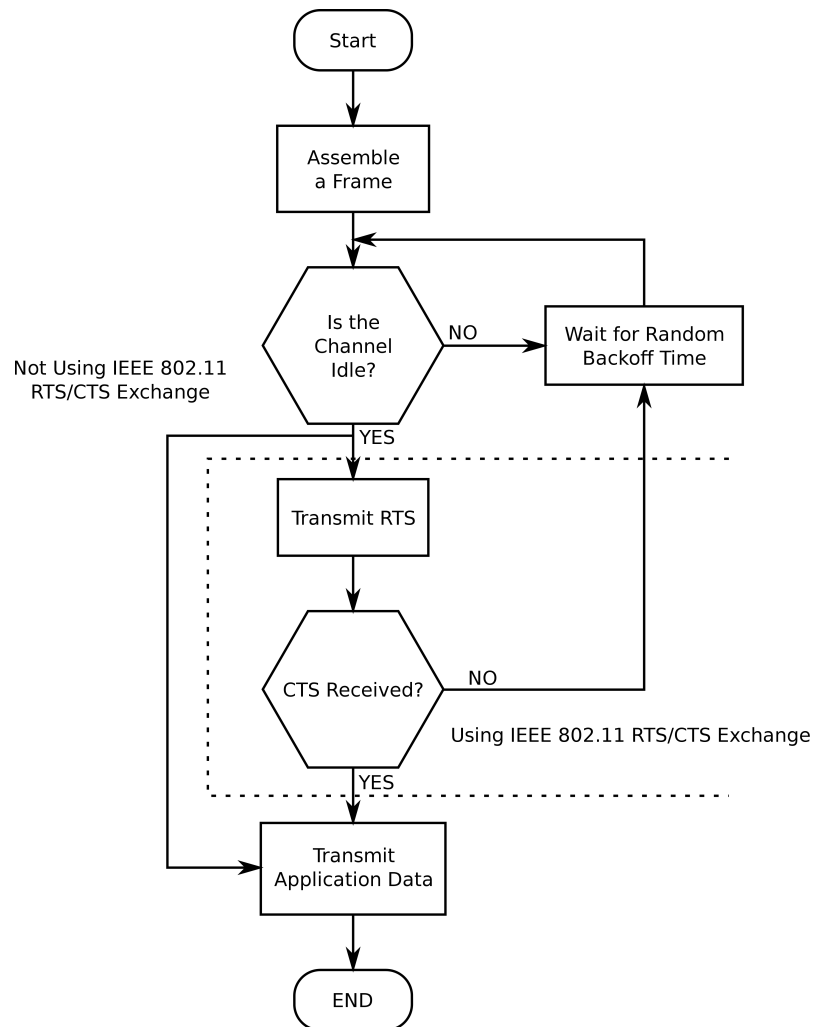 Start
Assemble
a Frame
Is the
Channel
Idle?
NO
Wait for Random
Backoff Time
Not Using IEEE 802.11
RTS/CTS Exchange
YES
Transmit RTS
CTS Received?
NO
Using IEEE 802.11 RTS/CTS Exchange
YES
Transmit
Application Data
END